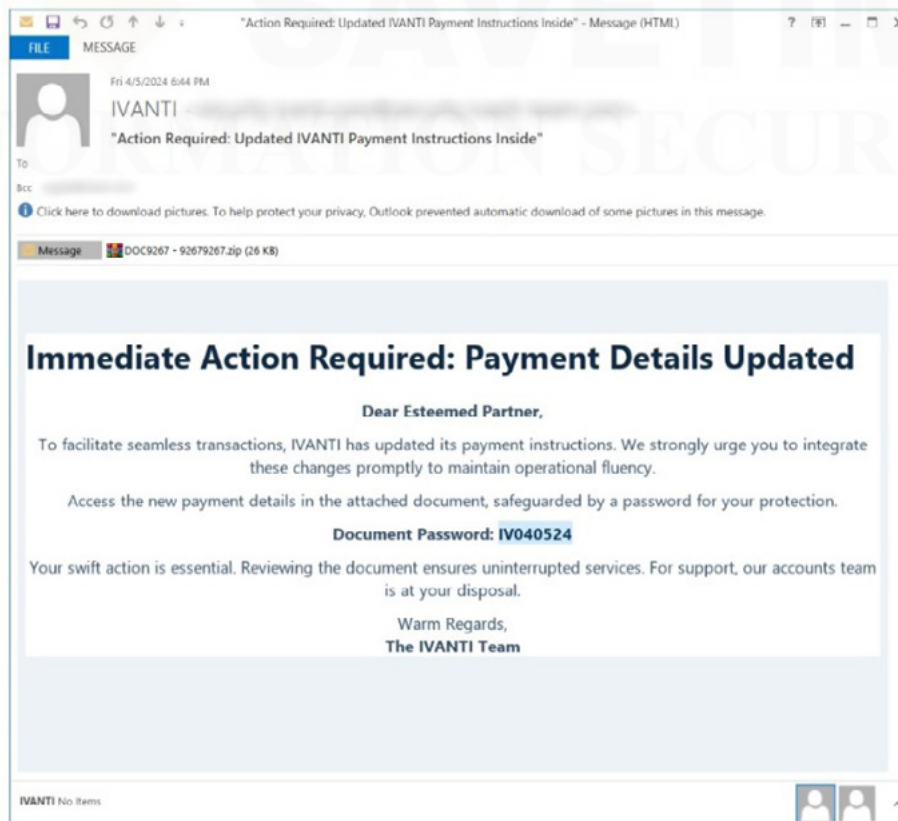 "Action Required: Updated IVANTI Payment Instructions Inside" - Message (HTML)
FILE MESSAGE
Fri 4/5/2024 6:44 PM
IVANTI -
"Action Required: Updated IVANTI Payment Instructions Inside"
To
Bcc
Click here to download pictures. To help protect your privacy, Outlook prevented automatic download of some pictures in this message.
Message DOC9267 - 92679267.zip (26 KB)
Immediate Action Required: Payment Details Updated
Dear Esteemed Partner,
To facilitate seamless transactions, IVANTI has updated its payment instructions. We strongly urge you to integrate
these changes promptly to maintain operational fluency.
Access the new payment details in the attached document, safeguarded by a password for your protection.
Document Password: IV040524
Your swift action is essential. Reviewing the document ensures uninterrupted services. For support, our accounts team
is at your disposal.
Warm Regards,
The IVANTI Team
IVANTI No Items